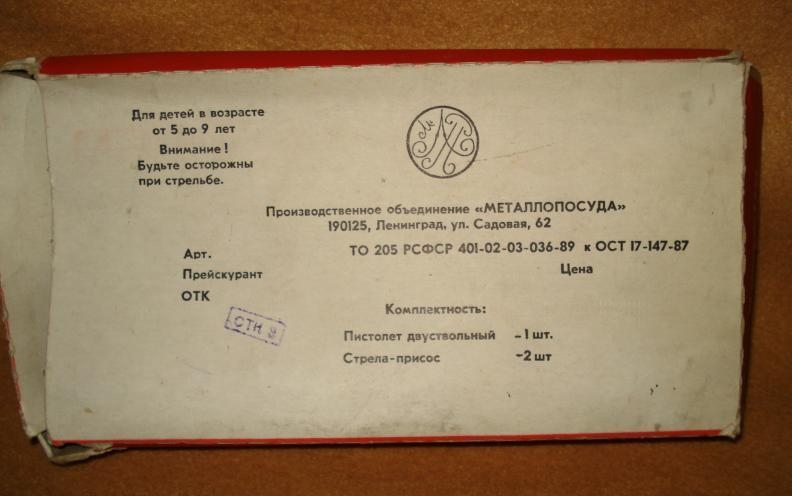 Для детей в возрасте
от 5 до 9 лет
Внимание !
Будьте осторожны
при стрельбе.
Производственное объединение «МЕТАЛЛОПОСУДА»
190125, Ленинград, ул. Садовая, 62
ТО 205 РСФСР 401-02-03-036-89 к ОСТ 17-147-87
Арт.
Прейскурант
Цена
ОТК
Комплектность:
Пистолет двуствольный -1 шт.
Стрела-присос -2 шт